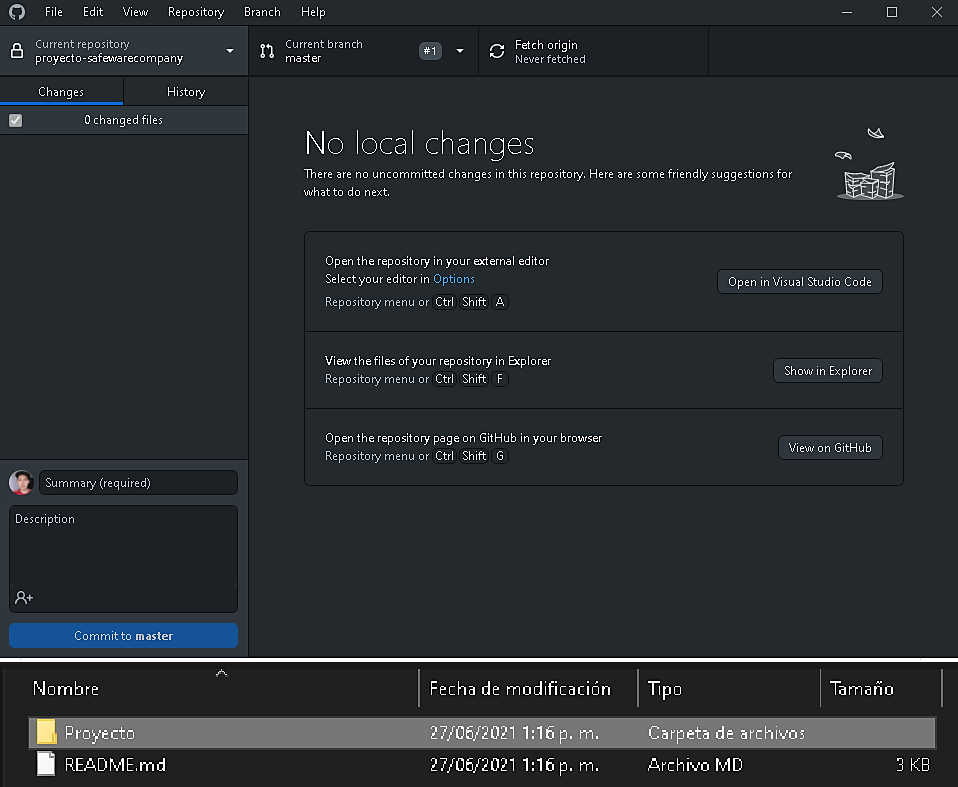 File Edit View Repository Branch Help
Current repository
proyecto-safewarecompany
Current branch
master
#1
Fetch origin
Never fetched
Changes History
0 changed files
No local changes
There are no uncommitted changes in this repository. Here are some friendly suggestions for
what to do next.
Open the repository in your external editor
Select your editor in Options
Repository menu or Ctrl Shift A
Open in Visual Studio Code
View the files of your repository in Explorer
Repository menu or Ctrl Shift F
Show in Explorer
Open the repository page on GitHub in your browser
Repository menu or Ctrl Shift G
View on GitHub
Summary (required)
Description
Commit to master
Nombre Fecha de modificación Tipo Tamaño
Proyecto 27/06/2021 1:16 p. m. Carpeta de archivos
README.md 27/06/2021 1:16 p. m. Archivo MD 3 KB